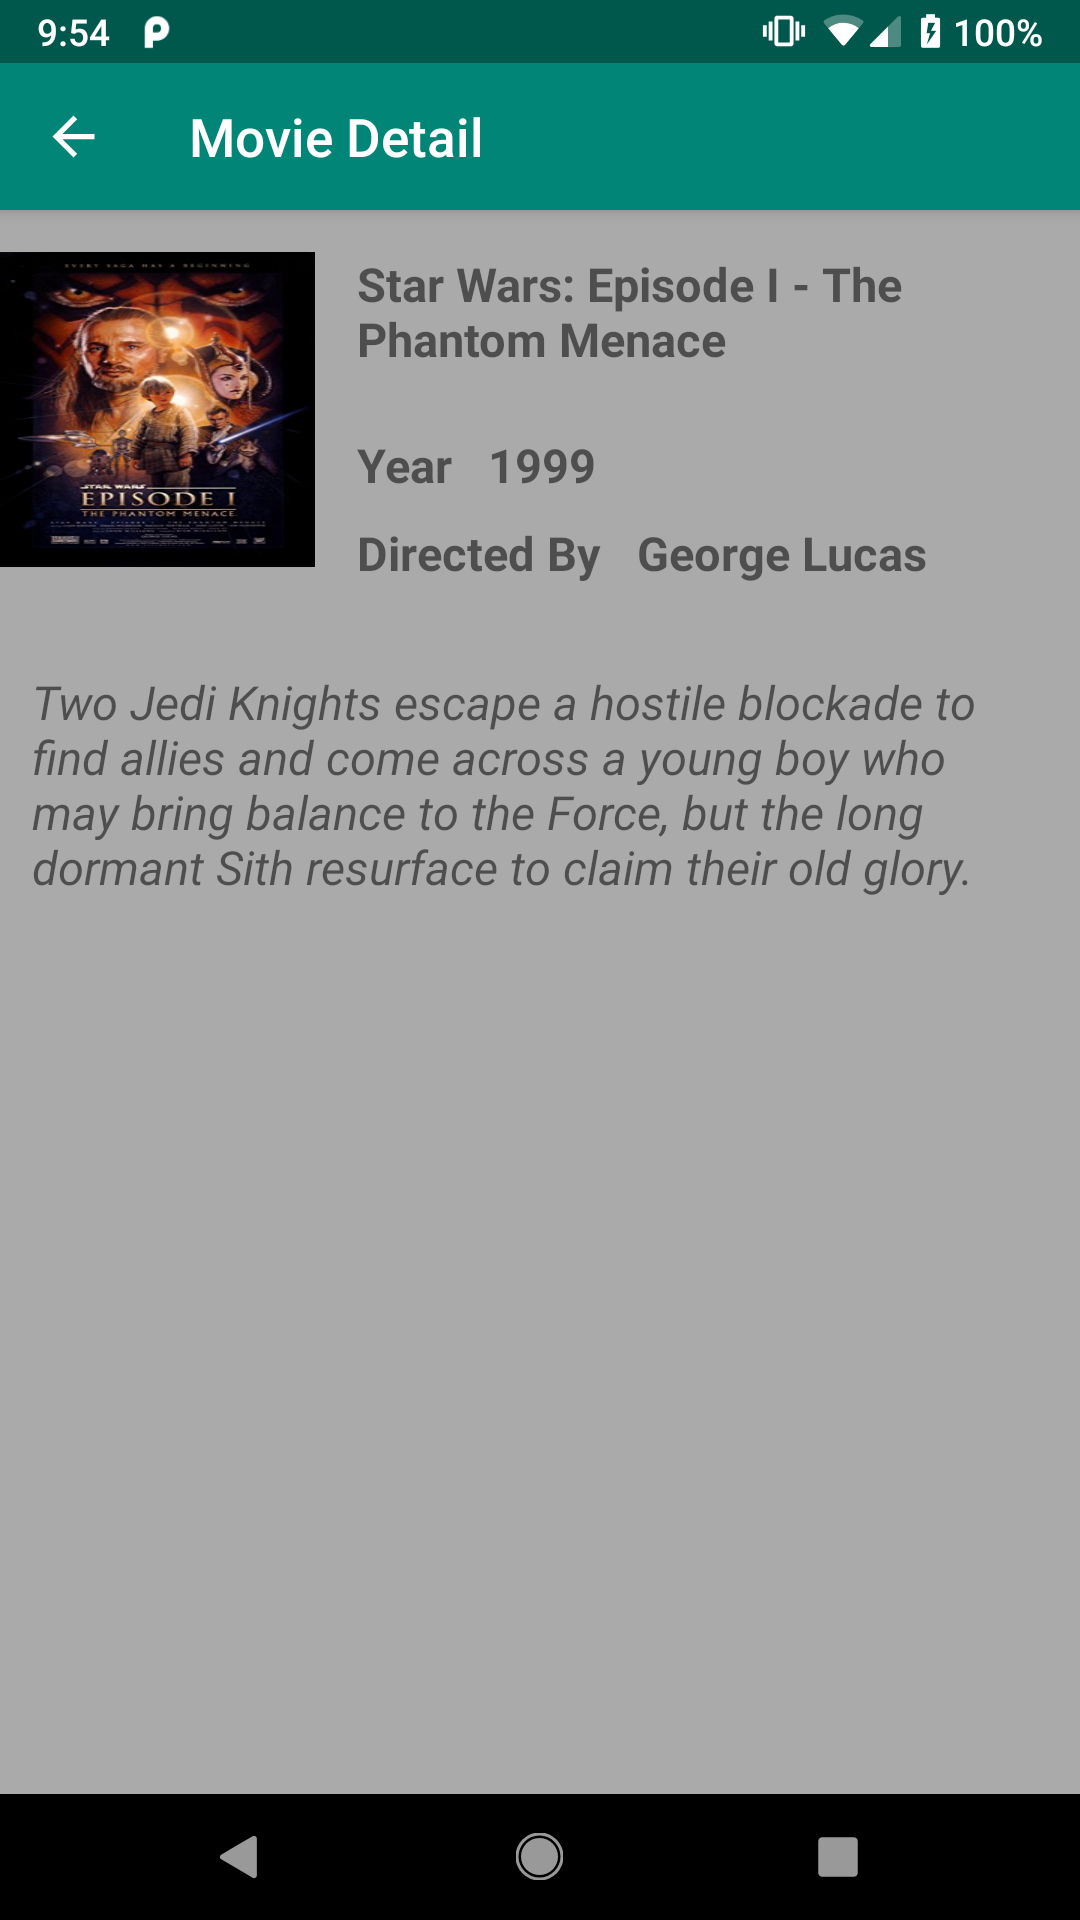 9:54
100%
Movie Detail
EVERY SAGA HAS A BEGINNING
STAR WARS
EPISODE I
THE PHANTOM MENACE
Star Wars: Episode I - The
Phantom Menace
Year 1999
Directed By George Lucas
Two Jedi Knights escape a hostile blockade to
find allies and come across a young boy who
may bring balance to the Force, but the long
dormant Sith resurface to claim their old glory.